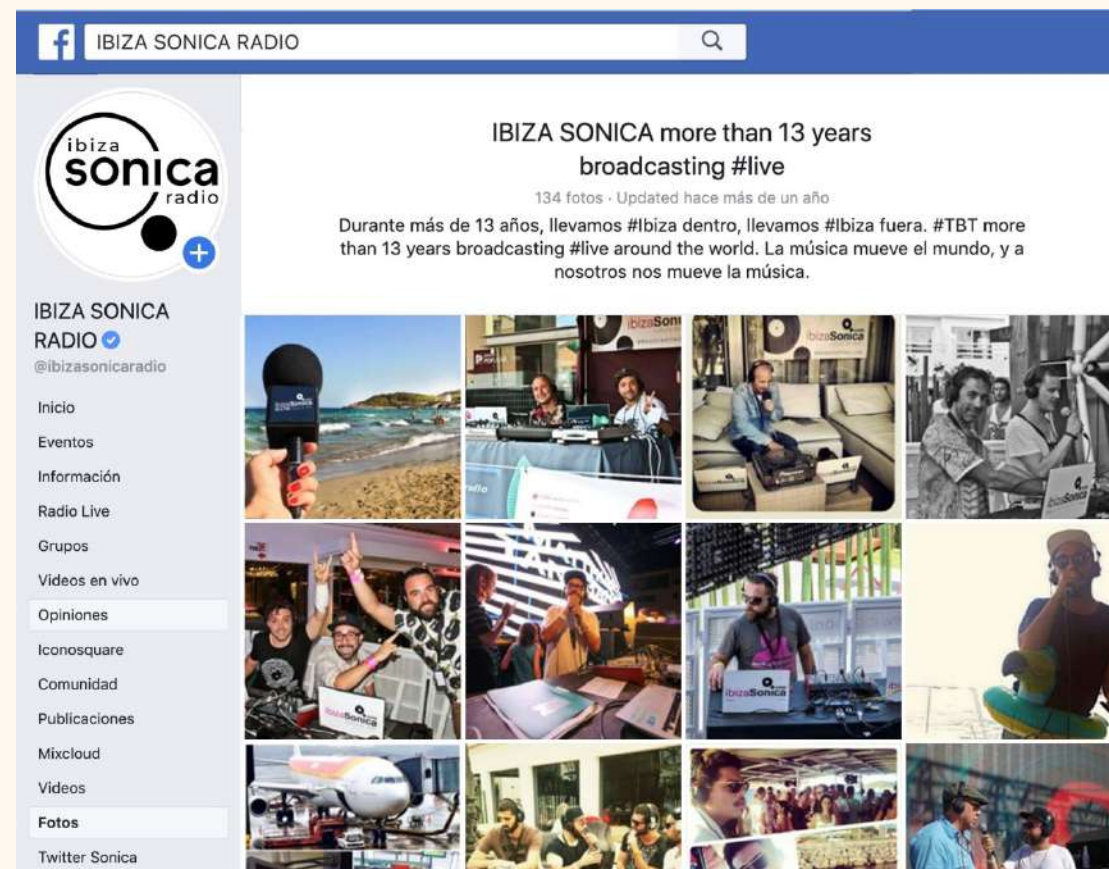 IBIZA SONICA RADIO
ibiza
sonica
radio
IBIZA SONICA
RADIO
@ibizasonicaradio
Inicio
Eventos
Información
Radio Live
Grupos
Videos en vivo
Opiniones
Iconosquare
Comunidad
Publicaciones
Mixcloud
Videos
Fotos
Twitter Sonica
IBIZA SONICA more than 13 years
broadcasting #live
134 fotos · Updated hace más de un año
Durante más de 13 años, llevamos #Ibiza dentro, llevamos #Ibiza fuera. #TBT more
than 13 years broadcasting #live around the world. La música mueve el mundo, y a
nosotros nos mueve la música.
ibizaSoni
ibizaSonica
ibizaSonica
ibizaSonica
ibizaSonica